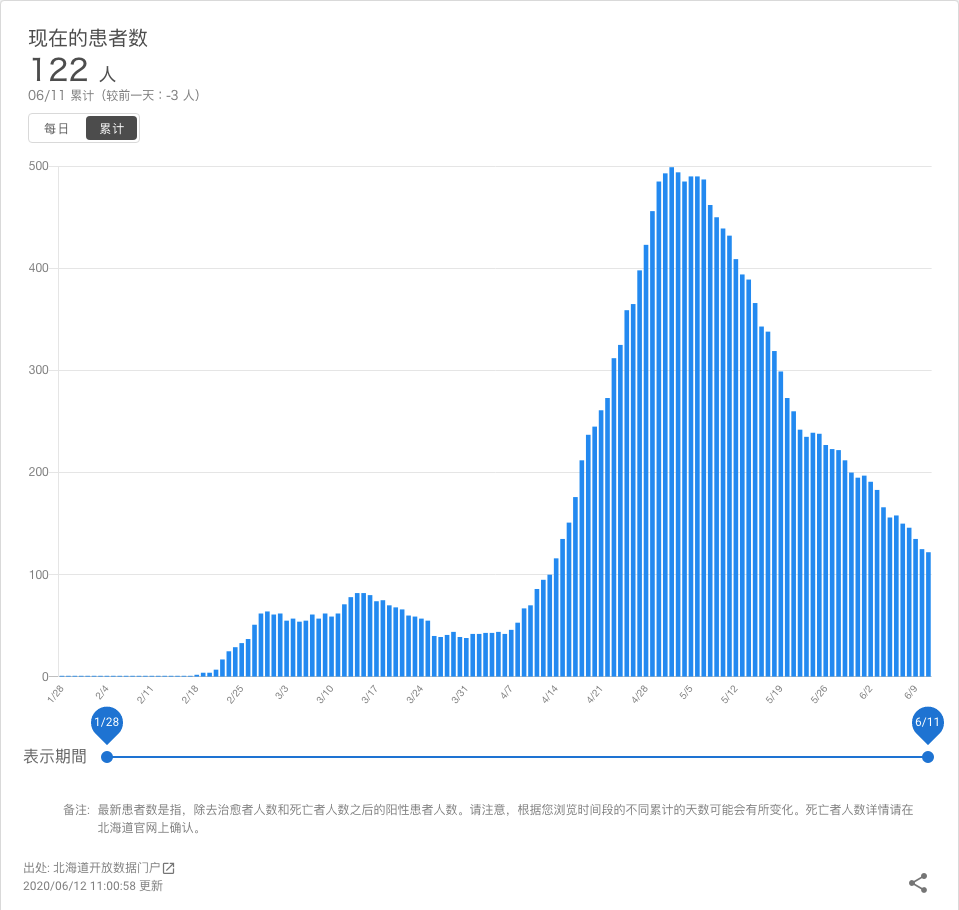 现在的患者数
122 人
06/11 累计（较前一天：-3 人）
每日 累计
500
400
300
200
100
0
1/28 2/4 2/11 2/18 2/25 3/3 3/10 3/17 3/24 3/31 4/7 4/14 4/21 4/28 5/5 5/12 5/19 5/26 6/2 6/9
1/28 6/11
表示期間
备注: 最新患者数是指，除去治愈者人数和死亡者人数之后的阳性患者人数。请注意，根据您浏览时间段的不同累计的天数可能会有所变化。死亡者人数详情请在
北海道官网上确认。
出处: 北海道开放数据门户
2020/06/12 11:00:58 更新